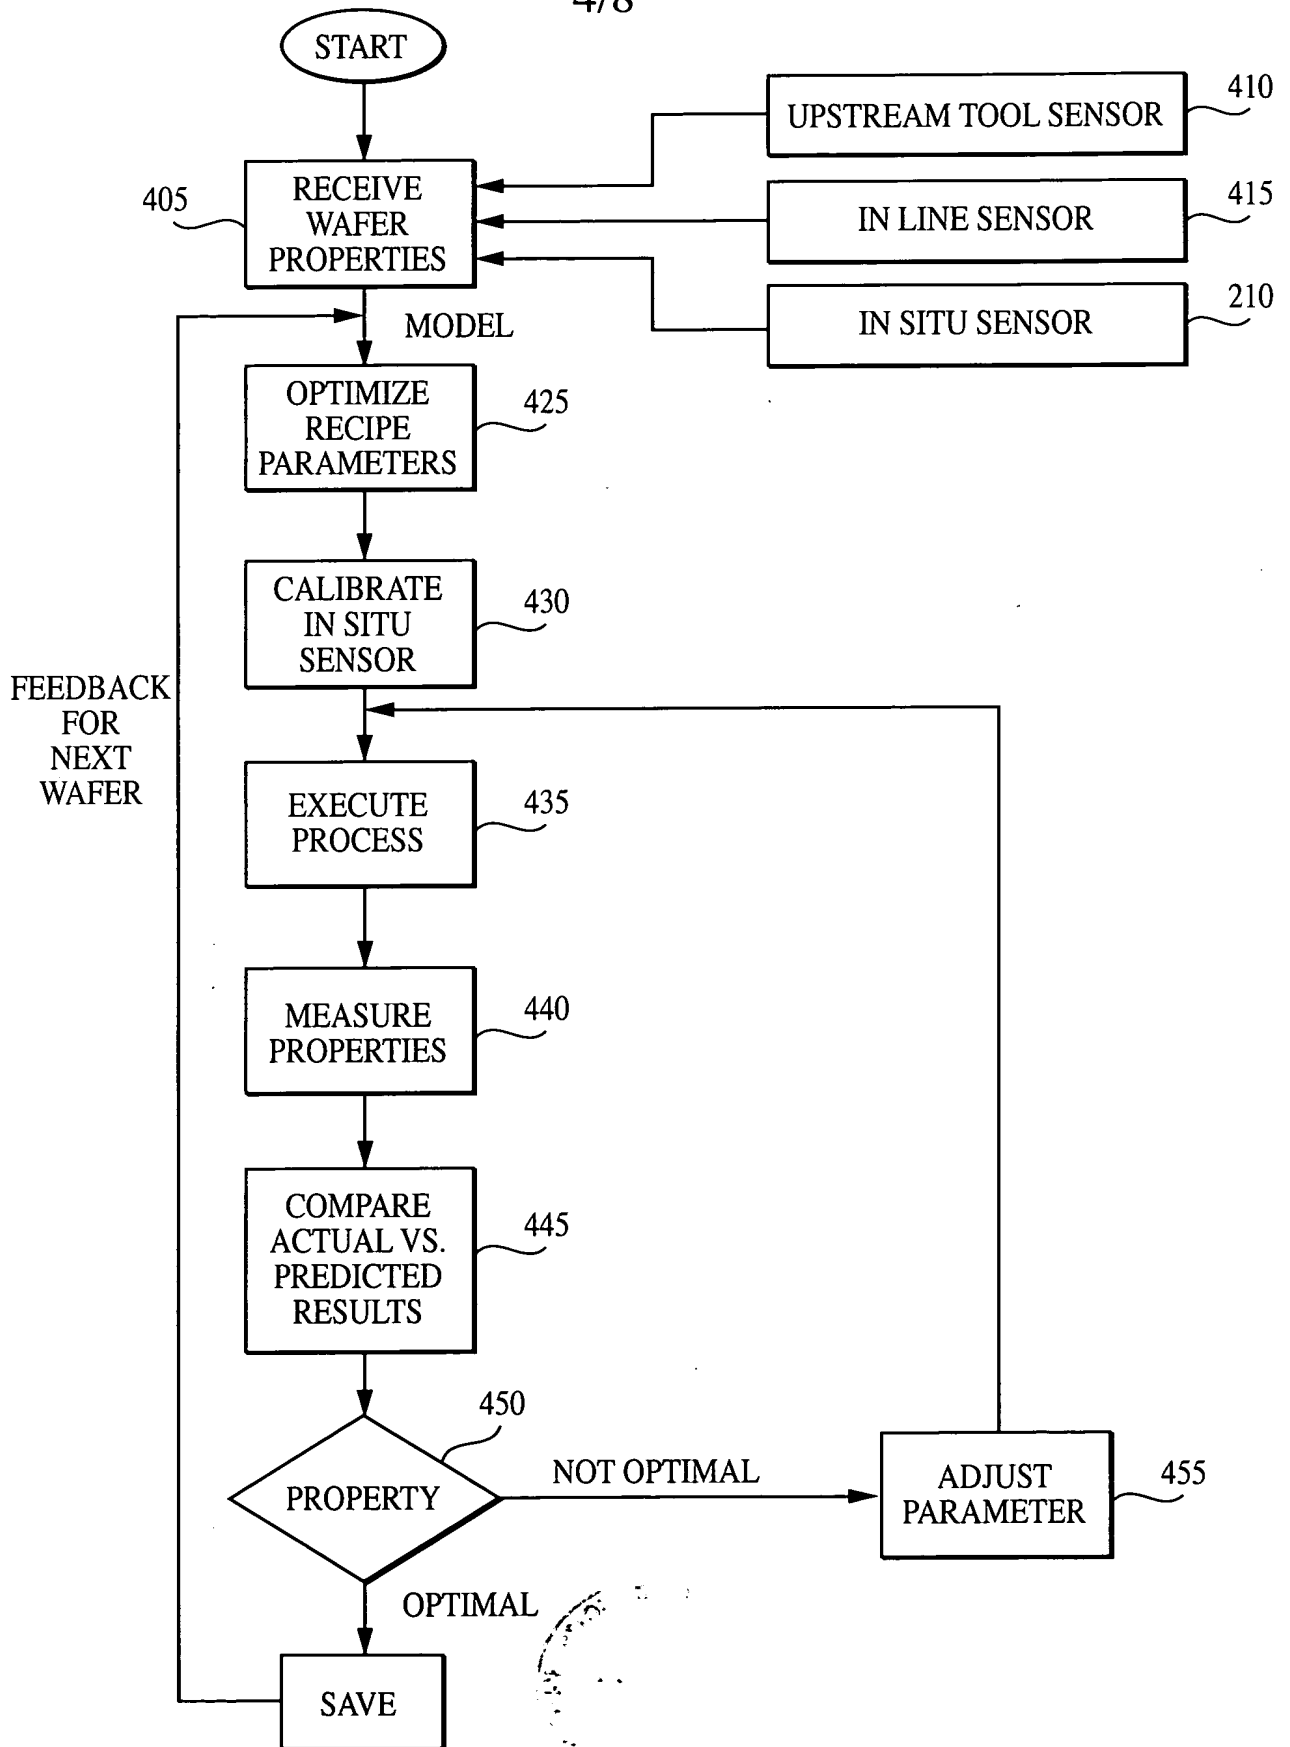 4/8
START
UPSTREAM TOOL SENSOR
410
405
RECEIVE
WAFER
PROPERTIES
IN LINE SENSOR
415
IN SITU SENSOR
210
MODEL
OPTIMIZE
RECIPE
PARAMETERS
425
CALIBRATE
IN SITU
SENSOR
430
FEEDBACK
FOR
NEXT
WAFER
EXECUTE
PROCESS
435
MEASURE
PROPERTIES
440
COMPARE
ACTUAL VS.
PREDICTED
RESULTS
445
450
PROPERTY
NOT OPTIMAL
ADJUST
PARAMETER
455
OPTIMAL
SAVE